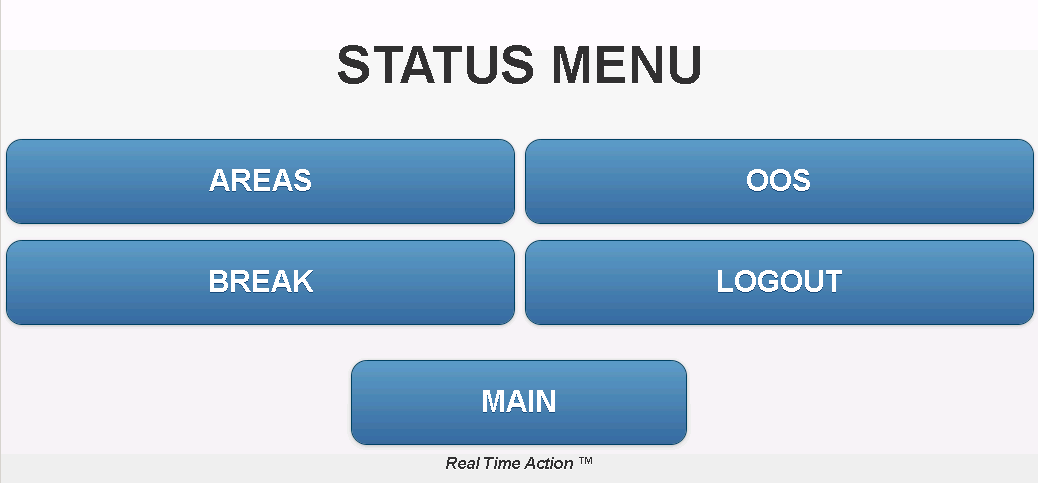 STATUS MENU
AREAS
OOS
BREAK
LOGOUT
MAIN
Real Time Action ™